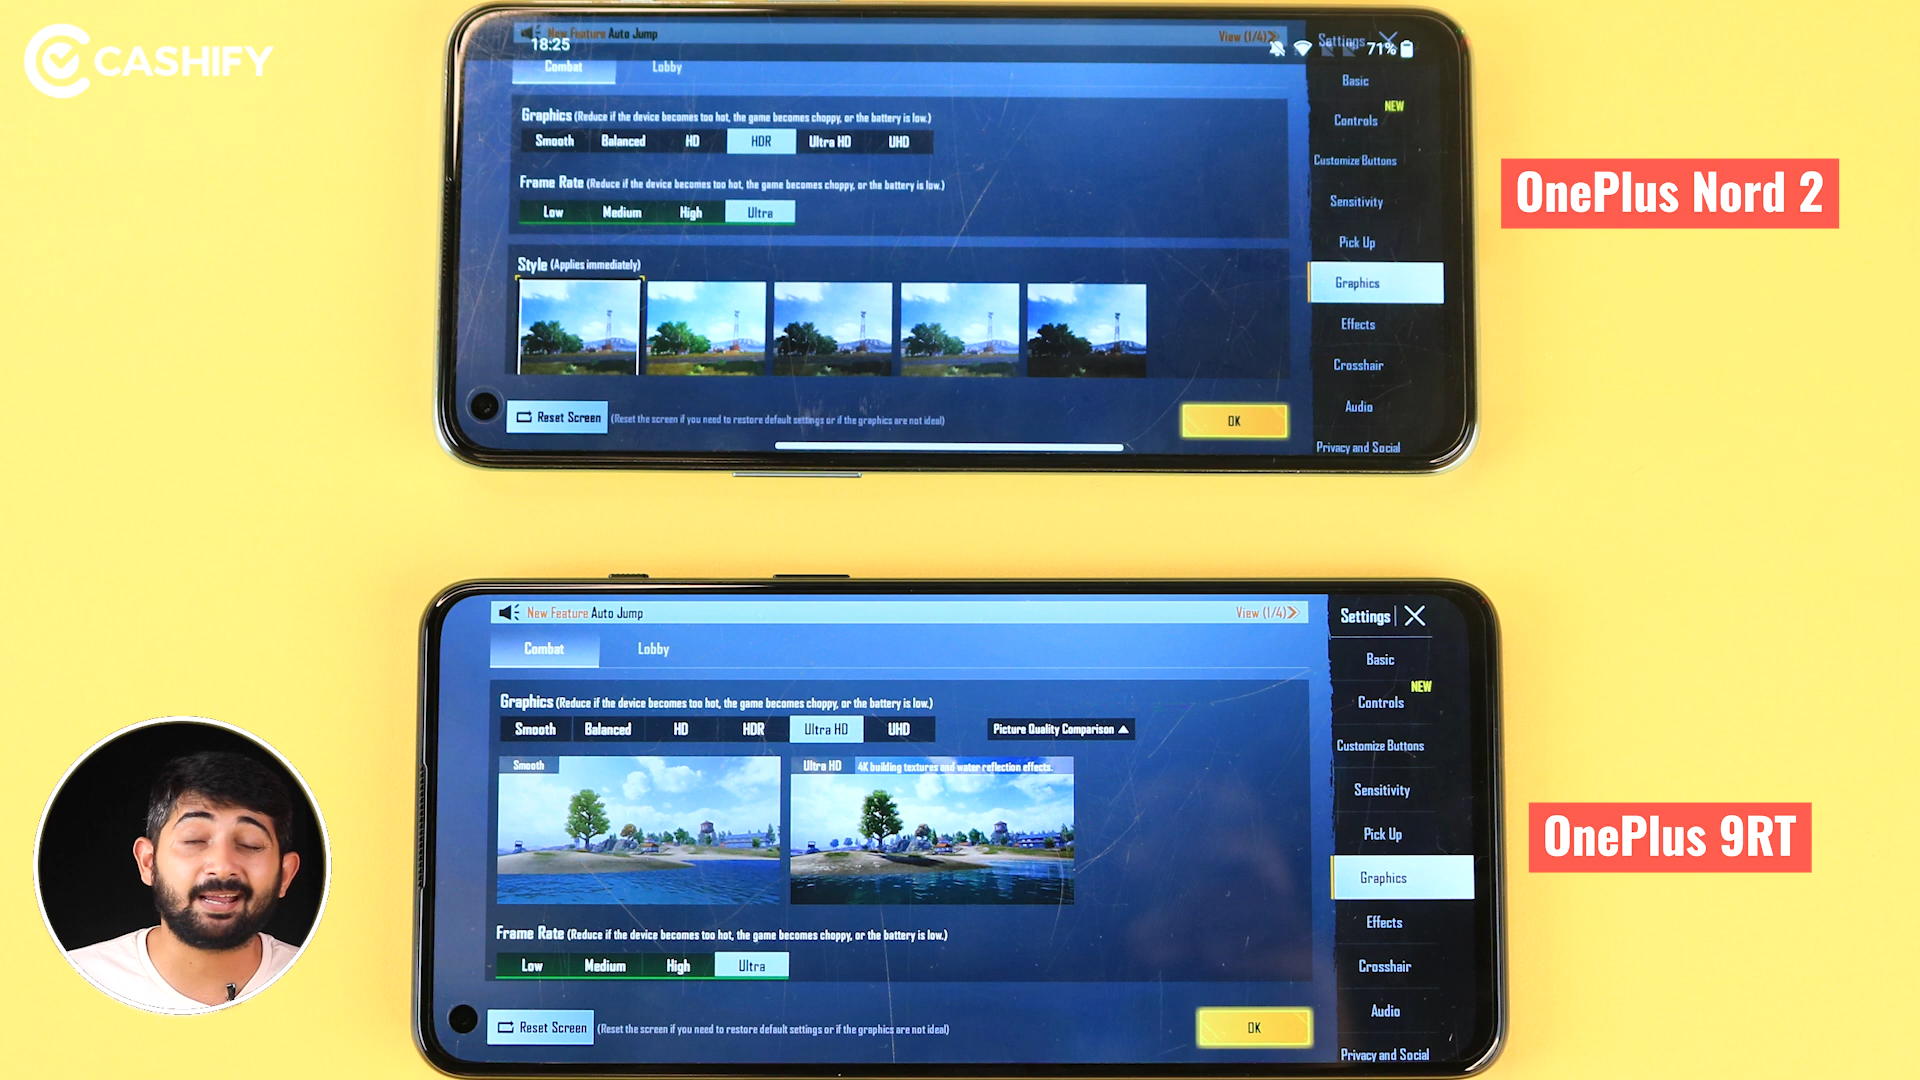 CASHIFY
New Feature Auto Jump
View (1/4)
18:25
Settings
71%
Combat
Lobby
Basic
NEW
Controls
Customize Buttons
Sensitivity
Pick Up
Graphics
Effects
Crosshair
Audio
Privacy and Social
Graphics (Reduce if the device becomes too hot, the game becomes choppy, or the battery is low.)
Smooth Balanced HD HDR Ultra HD UHD
Frame Rate (Reduce if the device becomes too hot, the game becomes choppy, or the battery is low.)
Low Medium High Ultra
Style (Applies immediately)
Reset Screen (Reset the screen if you need to restore default settings or if the graphics are not ideal)
OK
OnePlus Nord 2
New Feature Auto Jump
View (1/4)
Settings
Combat
Lobby
Basic
NEW
Controls
Customize Buttons
Sensitivity
Pick Up
Graphics
Effects
Crosshair
Audio
Privacy and Social
Graphics (Reduce if the device becomes too hot, the game becomes choppy, or the battery is low.)
Smooth Balanced HD HDR Ultra HD UHD
Picture Quality Comparison
Smooth
Ultra HD 4K building textures and water reflection effects.
Frame Rate (Reduce if the device becomes too hot, the game becomes choppy, or the battery is low.)
Low Medium High Ultra
Reset Screen (Reset the screen if you need to restore default settings or if the graphics are not ideal)
OK
OnePlus 9RT